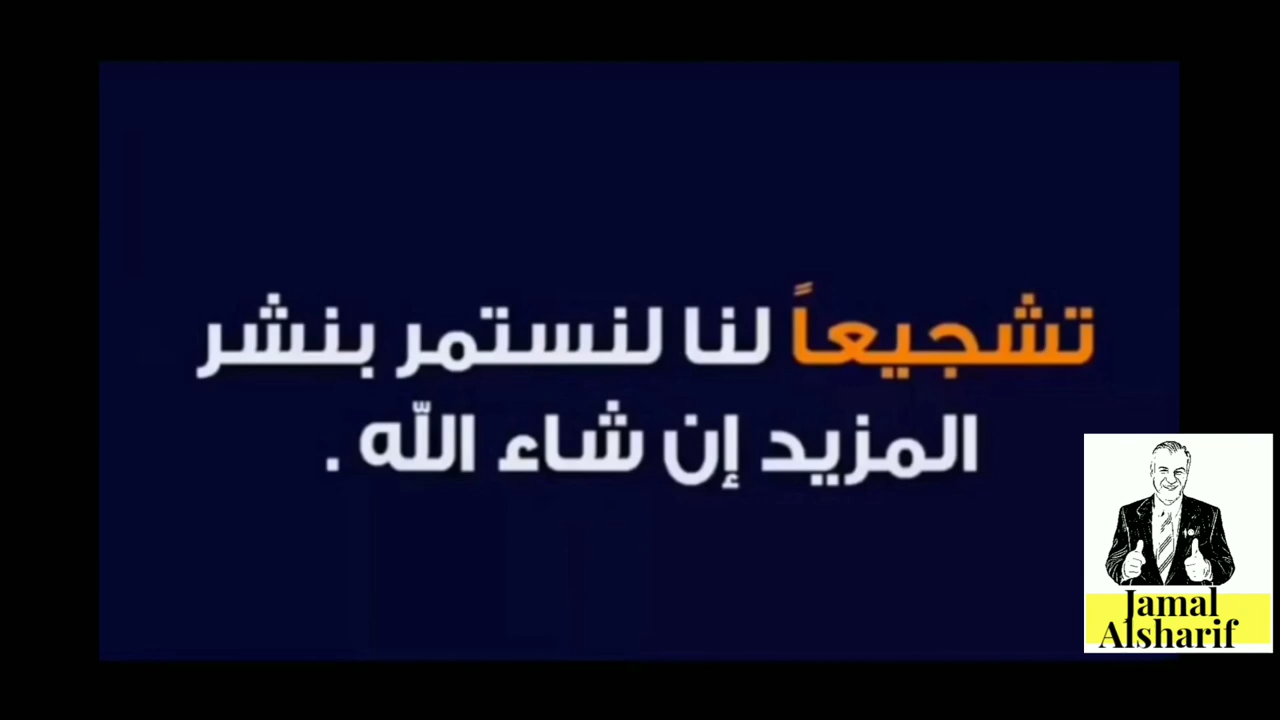 تشجيعاً لنا لنستمر بنشر
المزيد إن شاء الله .
Jamal
Alsharif